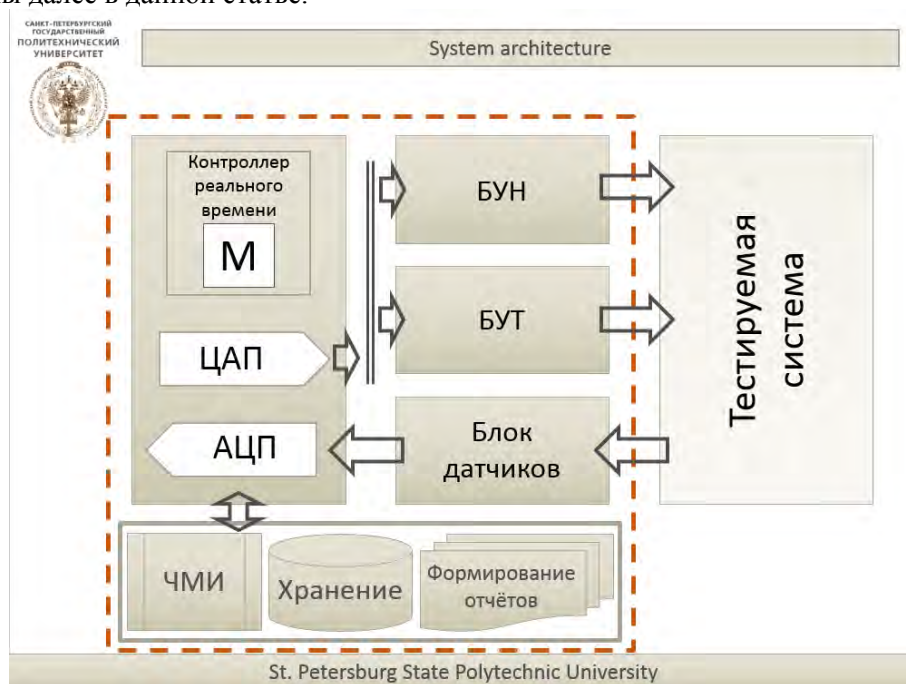 далее в данной статье.
САНКТ-ПЕТЕРБУРГСКИЙ
ГОСУДАРСТВЕННЫЙ
ПОЛИТЕХНИЧЕСКИЙ
УНИВЕРСИТЕТ
System architecture
Контроллер
реального
времени
М
ЦАП
АЦП
БУН
БУТ
Блок
датчиков
Тестируемая
система
ЧМИ
Хранение
Формирование
отчётов
St. Petersburg State Polytechnic University